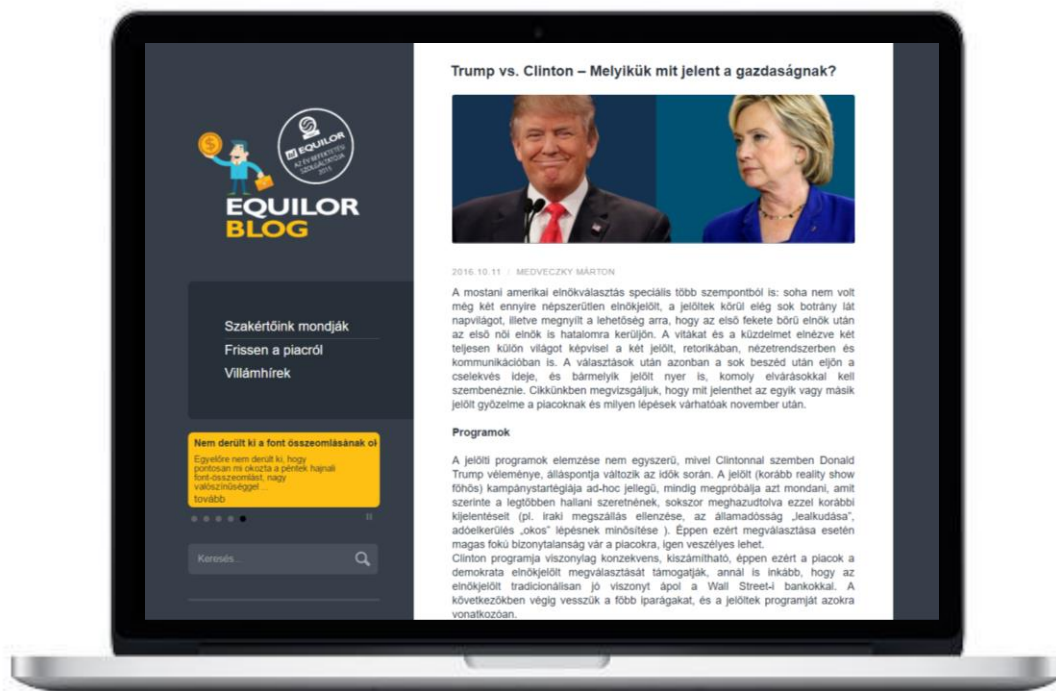 EQUILOR
AZ ÉV BEFEKTETÉSI
SZOLGÁLTATÓJA
2015
EQUILOR
BLOG
Szakértőink mondják
Frissen a piacról
Villámhírek
Nem derült ki a font összeomlásának ok
Egyelőre nem derült ki, hogy
pontosan mi okozta a péntek hajnali
font-összeomlást, nagy
valószínűséggel ...
tovább
Keresés...
Trump vs. Clinton – Melyikük mit jelent a gazdaságnak?
2016.10.11 / MEDVECZKY MÁRTON
A mostani amerikai elnökválasztás speciális több szempontból is: soha nem volt
még két ennyire népszerűtlen elnökjelölt, a jelöltek körül elég sok botrány lát
napvilágot, illetve megnyílt a lehetőség arra, hogy az első fekete bőrű elnök után
az első női elnök is hatalomra kerüljön. A vitákat és a küzdelmet elnézve két
teljesen külön világot képvisel a két jelölt, retorikában, nézetrendszerben és
kommunikációban is. A választások után azonban a sok beszéd után eljön a
cselekvés ideje, és bármelyik jelölt nyer is, komoly elvárásokkal kell
szembenéznie. Cikkünkben megvizsgáljuk, hogy mit jelenthet az egyik vagy másik
jelölt győzelme a piacoknak és milyen lépések várhatóak november után.
Programok
A jelölti programok elemzése nem egyszerű, mivel Clintonnal szemben Donald
Trump véleménye, álláspontja változik az idők során. A jelölt (korább reality show
főhős) kampánystartégiája ad-hoc jellegű, mindig megpróbálja azt mondani, amit
szerinte a legtöbben hallani szeretnének, sokszor meghazudtolva ezzel korábbi
kijelentéseit (pl. iraki megszállás ellenzése, az államadósság „lealkudása”,
adóelkerülés „okos” lépésnek minősítése ). Éppen ezért megválasztása esetén
magas fokú bizonytalanság vár a piacokra, igen veszélyes lehet.
Clinton programja viszonylag konzekvens, kiszámítható, éppen ezért a piacok a
demokrata elnökjelölt megválasztását támogatják, annál is inkább, hogy az
elnökjelölt tradicionálisan jó viszonyt ápol a Wall Street-i bankokkal. A
következőkben végig vesszük a főbb iparágakat, és a jelöltek programját azokra
vonatkozóan.